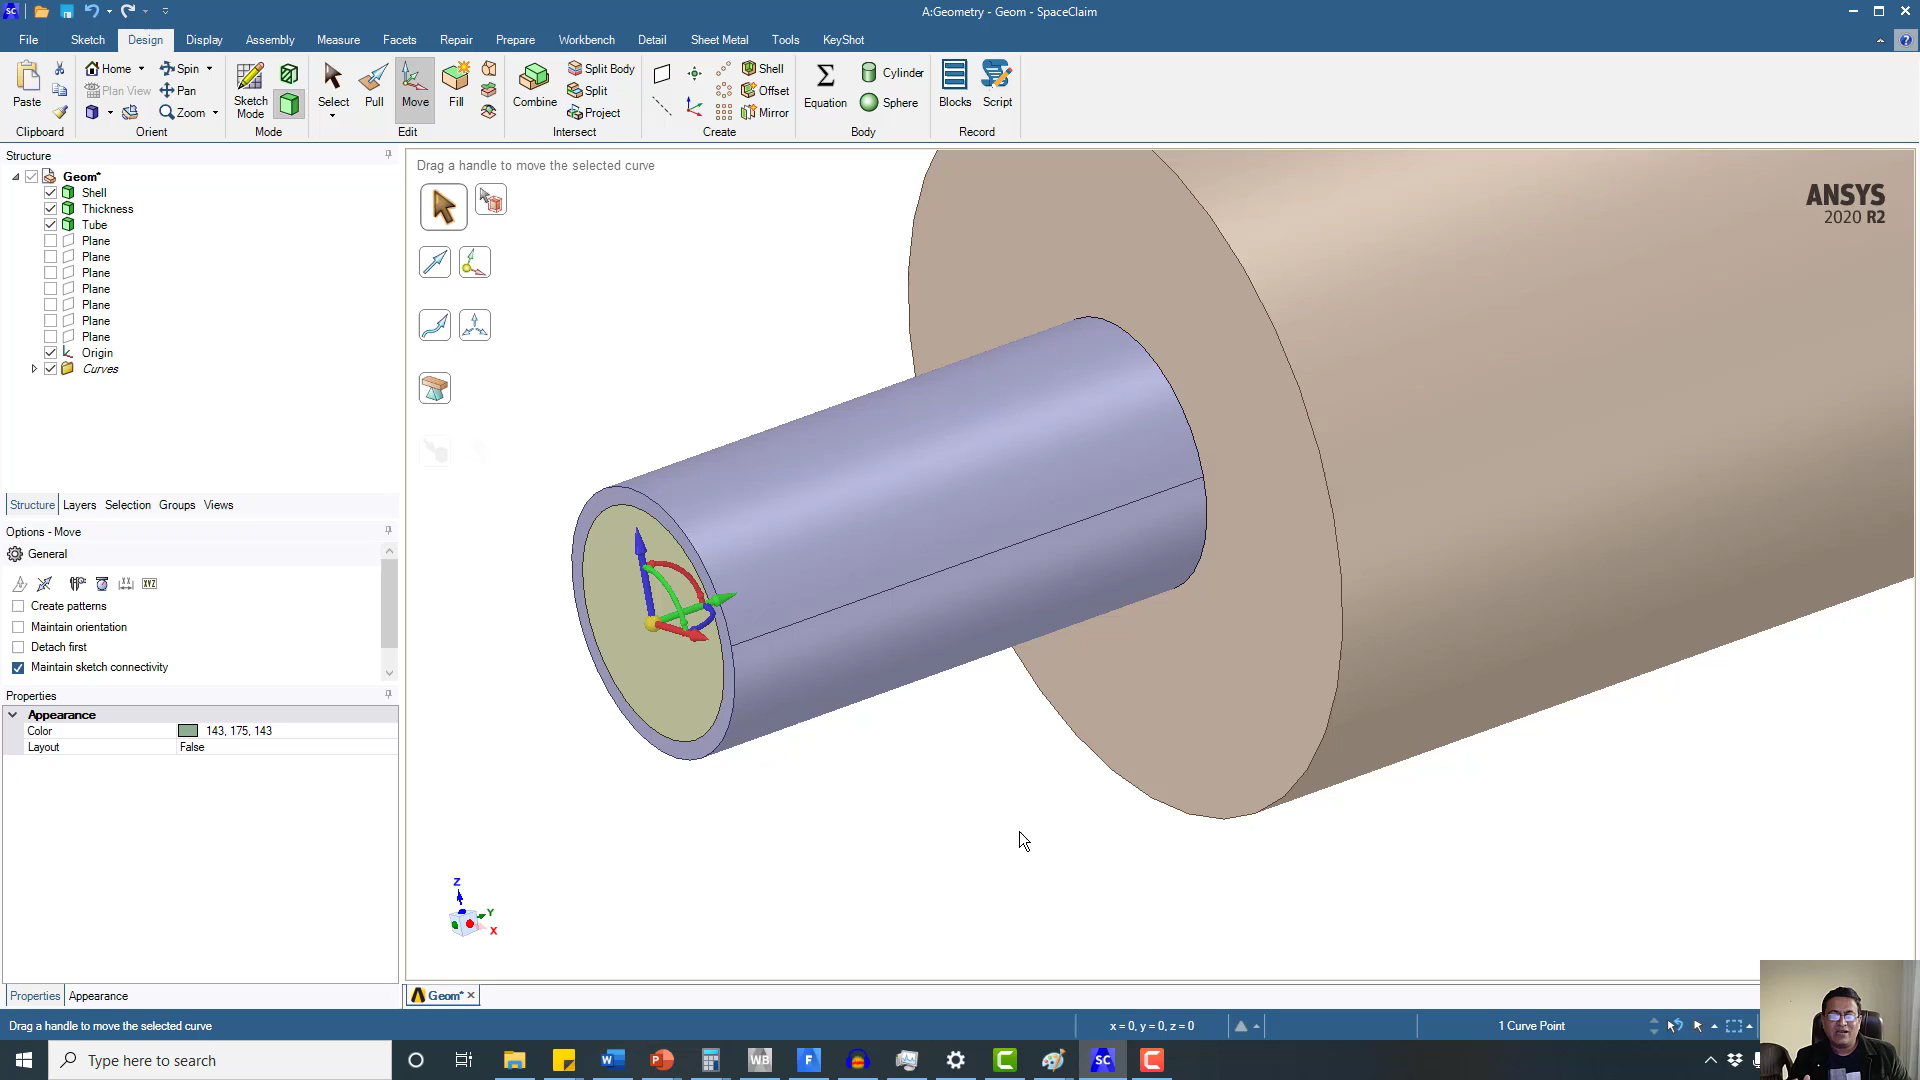 A:Geometry - Geom - SpaceClaim
File Sketch Design Display Assembly Measure Facets Repair Prepare Workbench Detail Sheet Metal Tools KeyShot
Paste
Clipboard
Home Spin
Plan View Pan
Zoom
Orient
Sketch Mode
Mode
Select Pull Move Fill
Edit
Combine
Split Body
Split
Project
Intersect
Shell
Offset
Mirror
Create
Equation
Cylinder
Sphere
Body
Blocks Script
Record
Structure
Geom*
Shell
Thickness
Tube
Plane
Plane
Plane
Plane
Plane
Plane
Plane
Origin
Curves
Structure Layers Selection Groups Views
Options - Move
General
XYZ
Create patterns
Maintain orientation
Detach first
Maintain sketch connectivity
Properties
Appearance
Color 143, 175, 143
Layout False
Properties Appearance
Drag a handle to move the selected curve
ANSYS
2020 R2
Z
Y
X
Geom*
Drag a handle to move the selected curve
x = 0, y = 0, z = 0
1 Curve Point
Type here to search
WB
F
SC